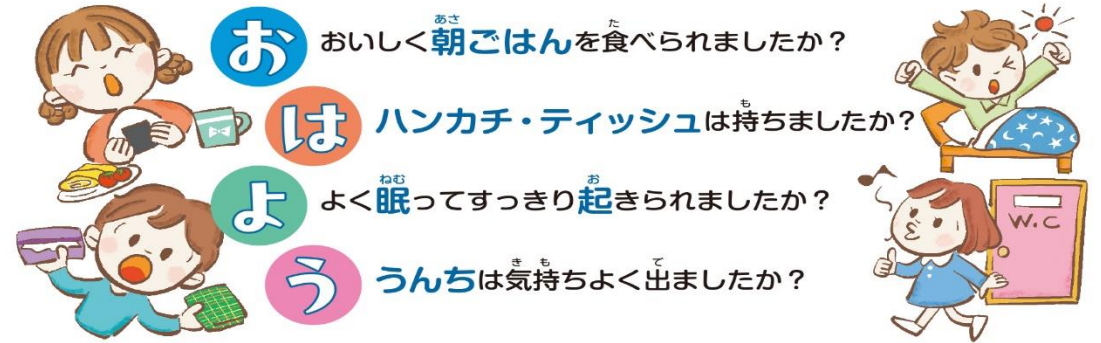 お おいしく朝ごはんを食べられましたか？
は ハンカチ・ティッシュは持ちましたか？
よ よく眠ってすっきり起きられましたか？
う うんちは気持ちよく出ましたか？
W.C